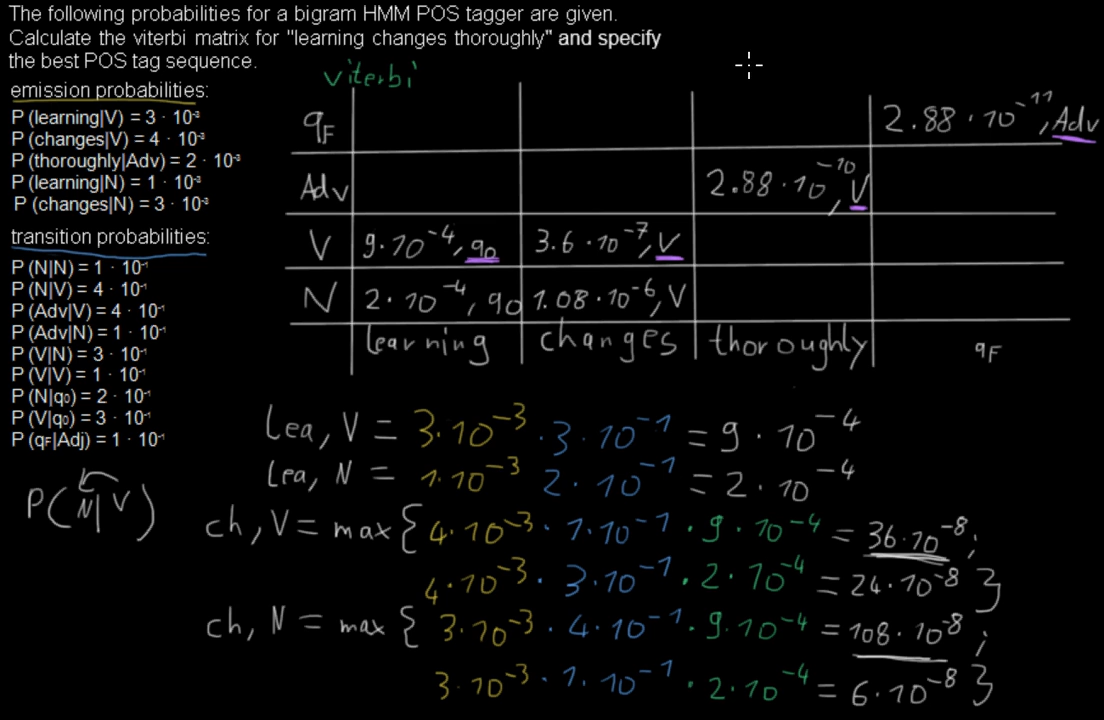 The following probabilities for a bigram HMM POS tagger are given.
Calculate the viterbi matrix for "learning changes thoroughly" and specify
the best POS tag sequence.
viterbi
emission probabilities:
P (learning|V) = 3 · 10⁻³
P (changes|V) = 4 · 10⁻³
P (thoroughly|Adv) = 2 · 10⁻³
P (learning|N) = 1 · 10⁻³
P (changes|N) = 3 · 10⁻³
transition probabilities:
P (N|N) = 1 · 10⁻¹
P (N|V) = 4 · 10⁻¹
P (Adv|V) = 4 · 10⁻¹
P (Adv|N) = 1 · 10⁻¹
P (V|N) = 3 · 10⁻¹
P (V|V) = 1 · 10⁻¹
P (N|q₀) = 2 · 10⁻¹
P (V|q₀) = 3 · 10⁻¹
P (qF|Adj) = 1 · 10⁻¹
P(N|V)
qF 2.88 · 10⁻¹¹, Adv
Adv 2.88 · 10⁻¹⁰, V
V 9 · 10⁻⁴, q0 3.6 · 10⁻⁷, V
N 2 · 10⁻⁴, q0 1.08 · 10⁻⁶, V
learning changes thoroughly qF
Lea, V = 3 · 10⁻³ · 3 · 10⁻¹ = 9 · 10⁻⁴
Lea, N = 1 · 10⁻³ 2 · 10⁻¹ = 2 · 10⁻⁴
ch, V = max { 4 · 10⁻³ · 1 · 10⁻¹ · 9 · 10⁻⁴ = 36 · 10⁻⁸ ;
4 · 10⁻³ · 3 · 10⁻¹ · 2 · 10⁻⁴ = 24 · 10⁻⁸ }
ch, N = max { 3 · 10⁻³ · 4 · 10⁻¹ · 9 · 10⁻⁴ = 108 · 10⁻⁸ ;
3 · 10⁻³ · 1 · 10⁻¹ · 2 · 10⁻⁴ = 6 · 10⁻⁸ }